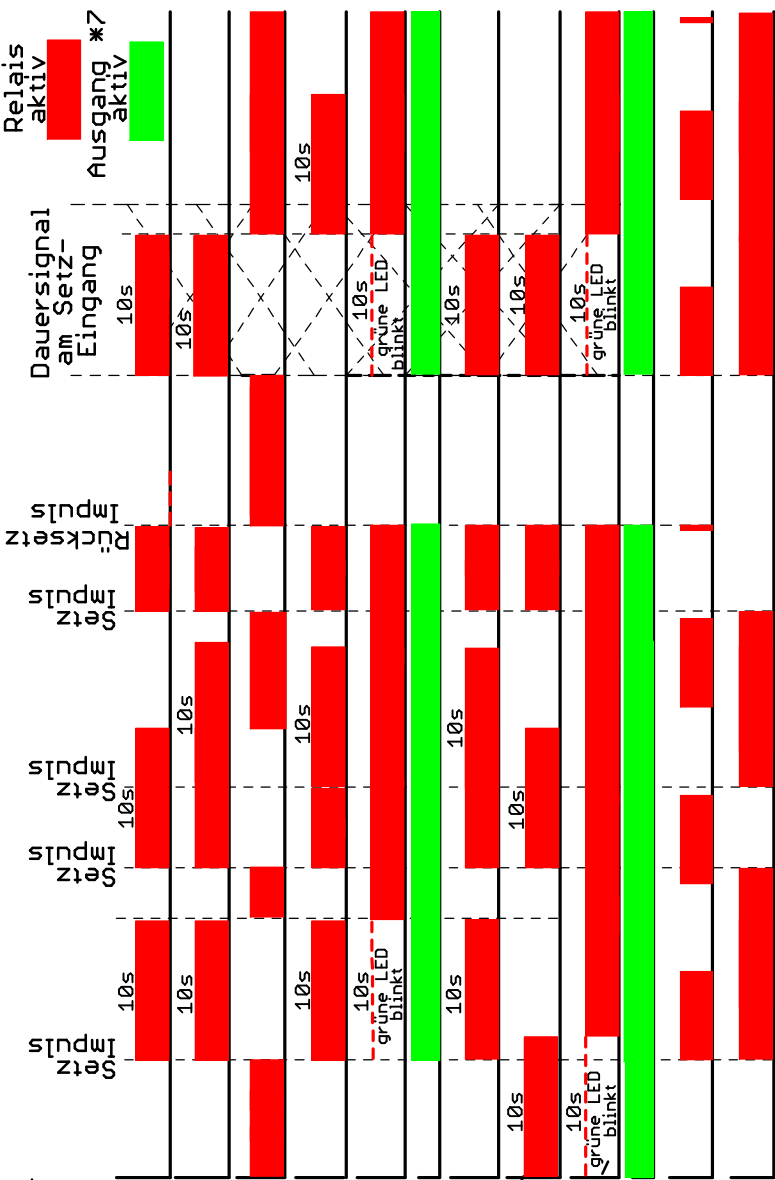 Relais
aktiv
Ausgang *7
aktiv
Dauersignal
am Setz-
Eingang
Rücksetz
Impuls
Setz
Impuls
Setz
Impuls
Setz
Impuls
Setz
Impuls
10s
10s
10s
10s
10s
10s
10s
10s
10s
grüne LED
blinkt
10s
grüne LED
blinkt
10s
10s
10s
10s
10s
10s
10s
grüne LED
blinkt
10s
grüne LED
blinkt